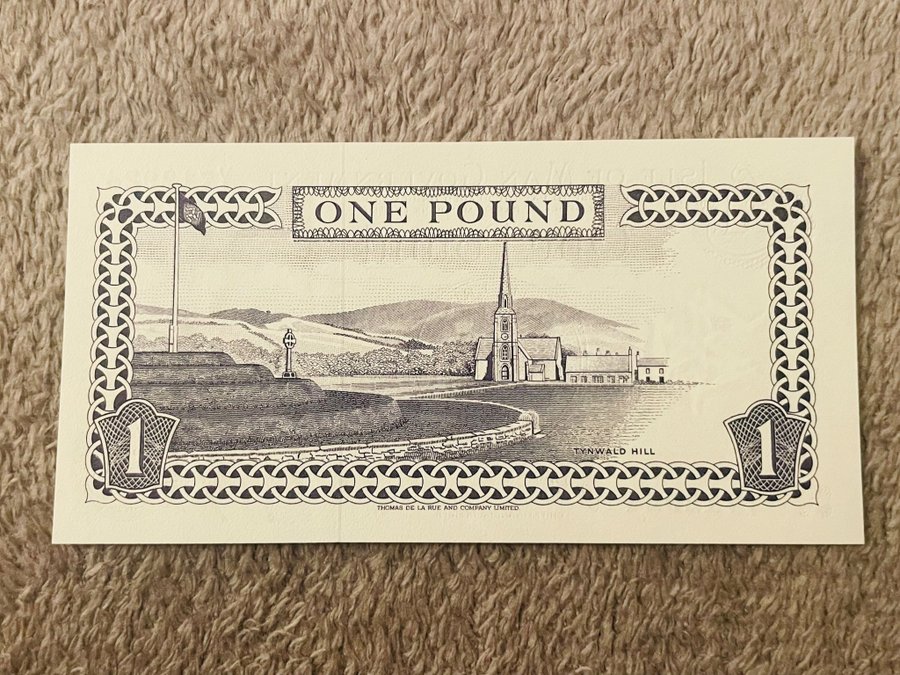 ONE POUND
TYNWALD HILL
1 1
THOMAS DE LA RUE AND COMPANY LIMITED.